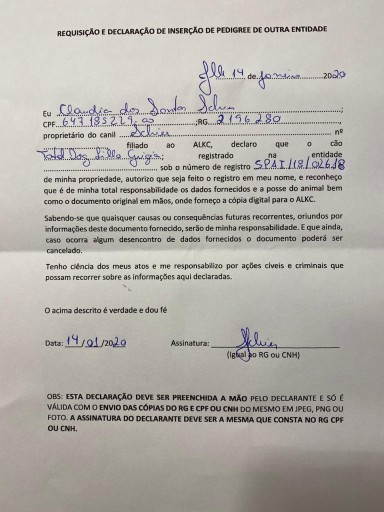 REQUISIÇÃO E DECLARAÇÃO DE INSERÇÃO DE PEDIGREE DE OUTRA ENTIDADE
14 de janeiro 2020
Eu Claudia dos Santos Silva;
CPF 647185229 00;RG 2196280,
proprietário do canil Silva nº
filiado ao ALKC, declaro que o cão
Total Dog Villa registrado na entidade
sob o número de registro SPAI/18/02618
de minha propriedade, autorizo que seja feito o registro em meu nome, e reconheço
que é de minha total responsabilidade os dados fornecidos e a posse do animal bem
como o documento original em mãos, onde forneço a cópia digital para o ALKC.
Sabendo-se que quaisquer causas ou consequências futuras recorrentes, oriundos por
informações deste documento fornecido, serão de minha responsabilidade. E que ainda,
caso ocorra algum desencontro de dados fornecidos o documento poderá ser
cancelado.
Tenho ciência dos meus atos e me responsabilizo por ações cíveis e criminais que
possam recorrer sobre as informações aqui declaradas.
O acima descrito é verdade e dou fé
Data: 14/01/2020 Assinatura: Silva
(Igual ao RG ou CNH)
OBS: ESTA DECLARAÇÃO DEVE SER PREENCHIDA A MÃO PELO DECLARANTE E SÓ É
VÁLIDA COM O ENVIO DAS CÓPIAS DO RG E CPF OU CNH DO MESMO EM JPEG, PNG OU
FOTO. A ASSINATURA DO DECLARANTE DEVE SER A MESMA QUE CONSTA NO RG CPF
OU CNH.